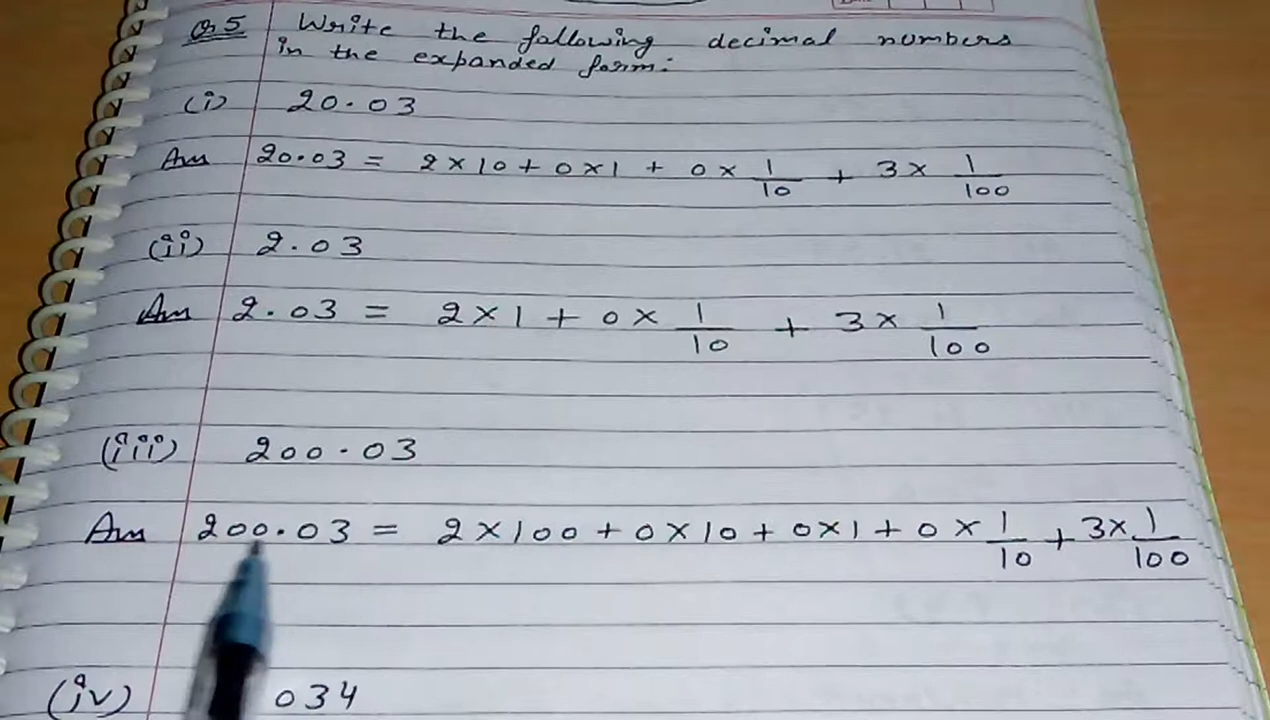 Q 5 Write the following decimal numbers
in the expanded form:
(i) 20.03
Ans 20.03 = 2 × 10 + 0 × 1 + 0 × 1/10 + 3 × 1/100
(ii) 2.03
Ans 2.03 = 2 × 1 + 0 × 1/10 + 3 × 1/100
(iii) 200.03
Ans 200.03 = 2 × 100 + 0 × 10 + 0 × 1 + 0 × 1/10 + 3 × 1/100
(iv) 034